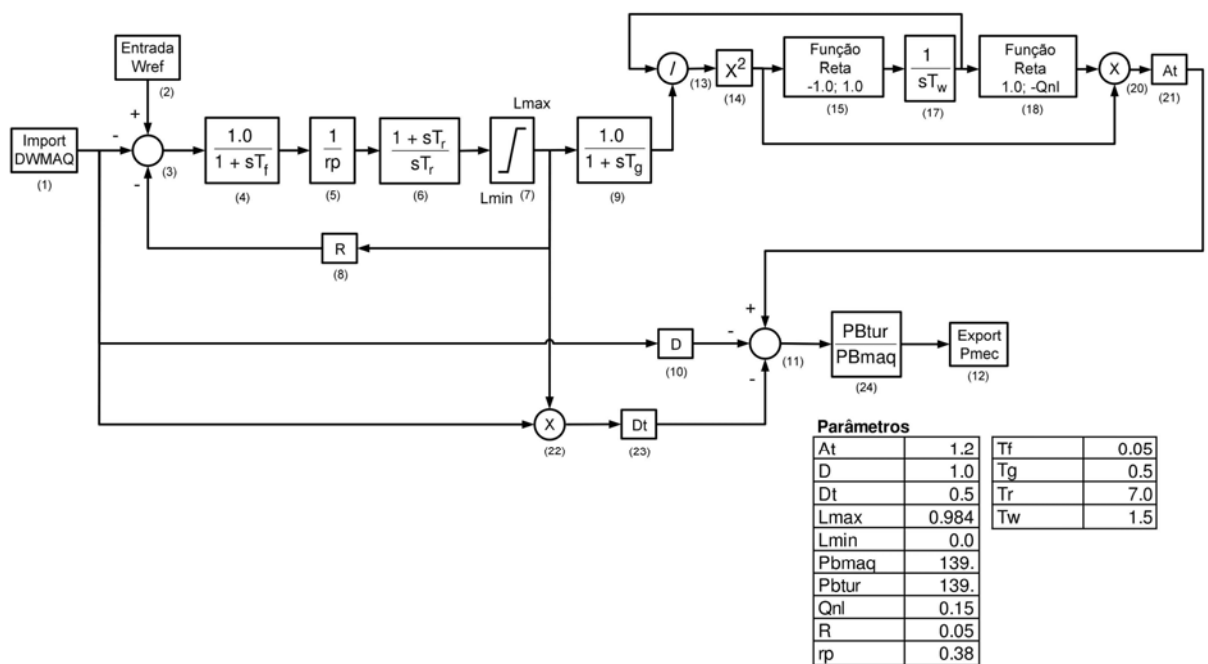 Entrada
Wref
(2)
Import
DWMAQ
(1)
+
-
-
(3)
1.0
1 + sTf
(4)
1
rp
(5)
1 + sTr
sTr
(6)
Lmax
Lmin
(7)
1.0
1 + sTg
(9)
R
(8)
/
(13)
X²
(14)
Função
Reta
-1.0; 1.0
(15)
1
sTw
(17)
Função
Reta
1.0; -Qnl
(18)
X
(20)
At
(21)
D
(10)
X
(22)
Dt
(23)
+
-
-
(11)
PBtur
PBmaq
(24)
Export
Pmec
(12)
Parâmetros
At 1.2
D 1.0
Dt 0.5
Lmax 0.984
Lmin 0.0
Pbmaq 139.
Pbtur 139.
Qnl 0.15
R 0.05
rp 0.38
Tf 0.05
Tg 0.5
Tr 7.0
Tw 1.5